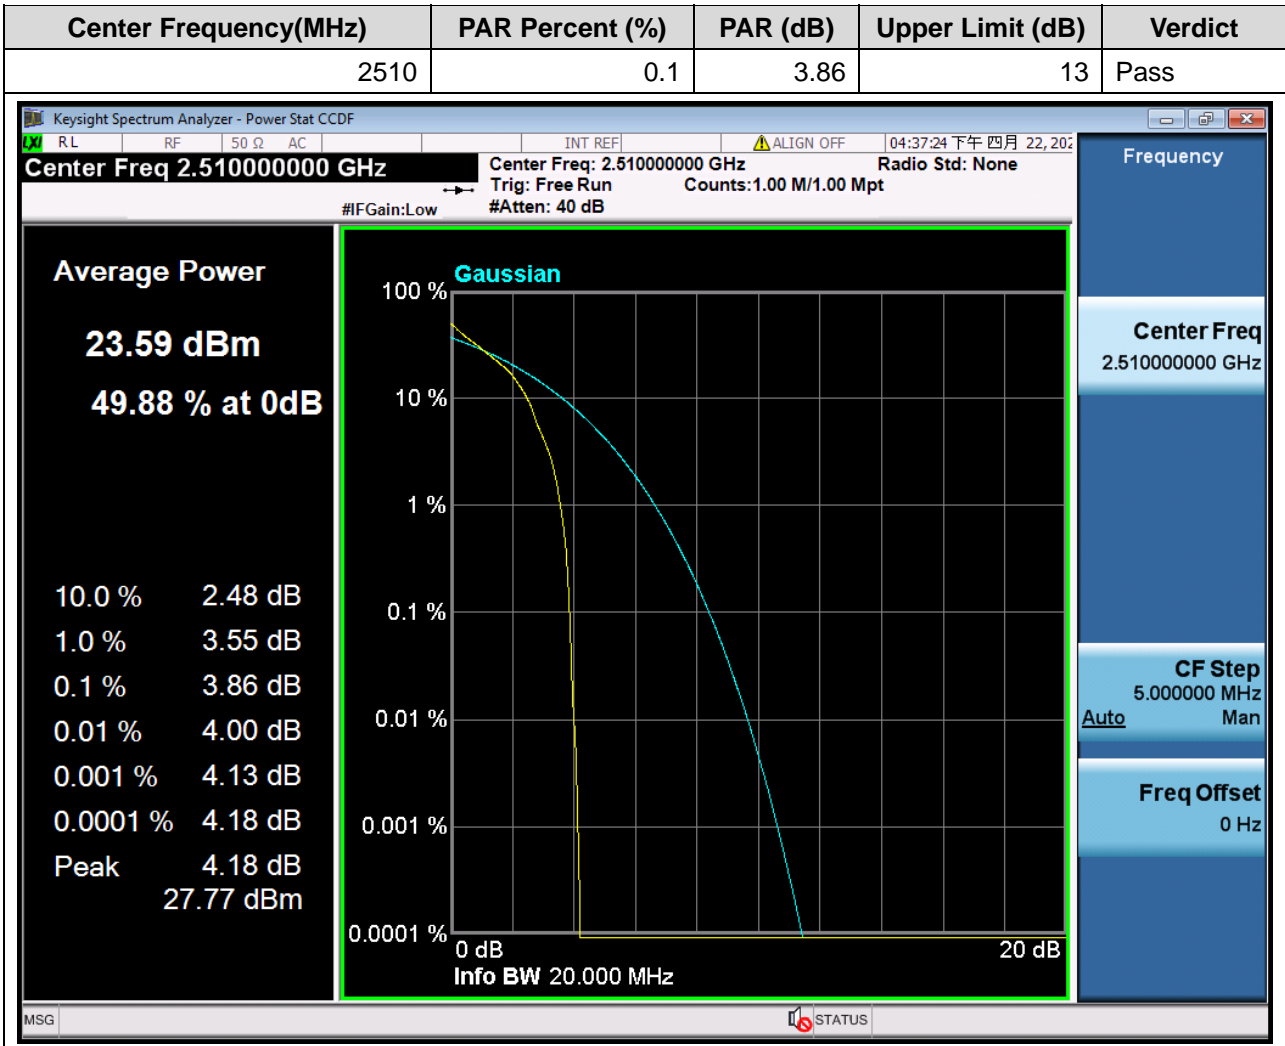 Center Frequency(MHz) PAR Percent (%) PAR (dB) Upper Limit (dB) Verdict
2510 0.1 3.86 13 Pass
Keysight Spectrum Analyzer - Power Stat CCDF
LXI RL RF 50 Ω AC INT REF ALIGN OFF 04:37:24 下午 四月 22, 202
Center Freq 2.510000000 GHz
Center Freq: 2.510000000 GHz Radio Std: None
Trig: Free Run Counts:1.00 M/1.00 Mpt
#IFGain:Low #Atten: 40 dB
Average Power
23.59 dBm
49.88 % at 0dB
10.0 % 2.48 dB
1.0 % 3.55 dB
0.1 % 3.86 dB
0.01 % 4.00 dB
0.001 % 4.13 dB
0.0001 % 4.18 dB
Peak 4.18 dB
27.77 dBm
Gaussian
100 %
10 %
1 %
0.1 %
0.01 %
0.001 %
0.0001 %
0 dB 20 dB
Info BW 20.000 MHz
Frequency
Center Freq
2.510000000 GHz
CF Step
5.000000 MHz
Auto Man
Freq Offset
0 Hz
MSG STATUS